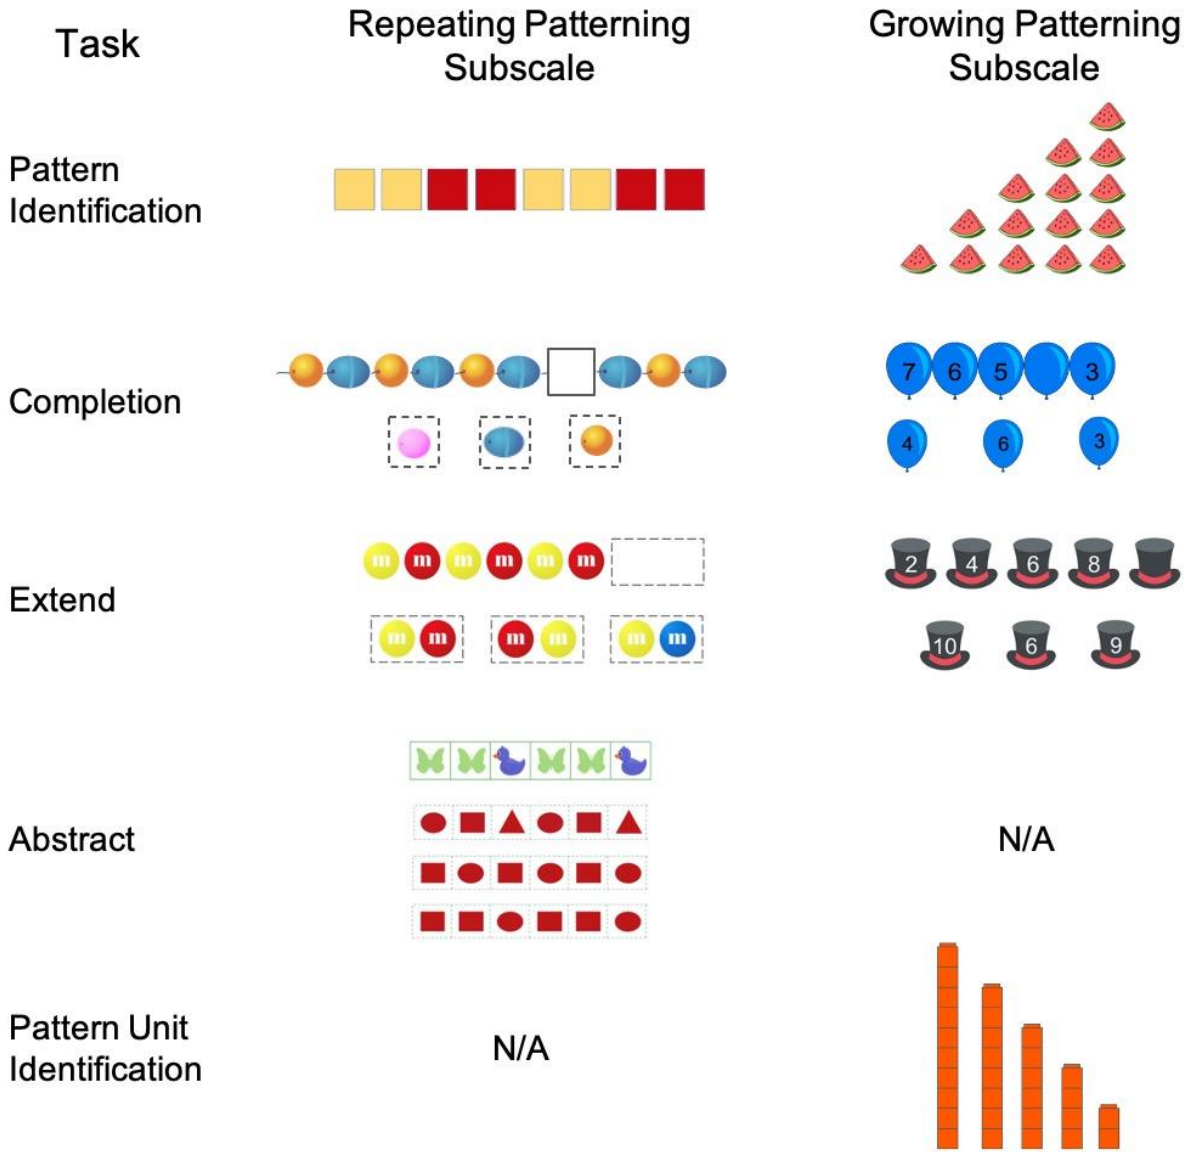 Task
Repeating Patterning
Subscale
Growing Patterning
Subscale
Pattern
Identification
Completion
7 6 5 3
4 6 3
Extend
m m m m m m
2 4 6 8
m m m m m m
10 6 9
Abstract
N/A
Pattern Unit
Identification
N/A